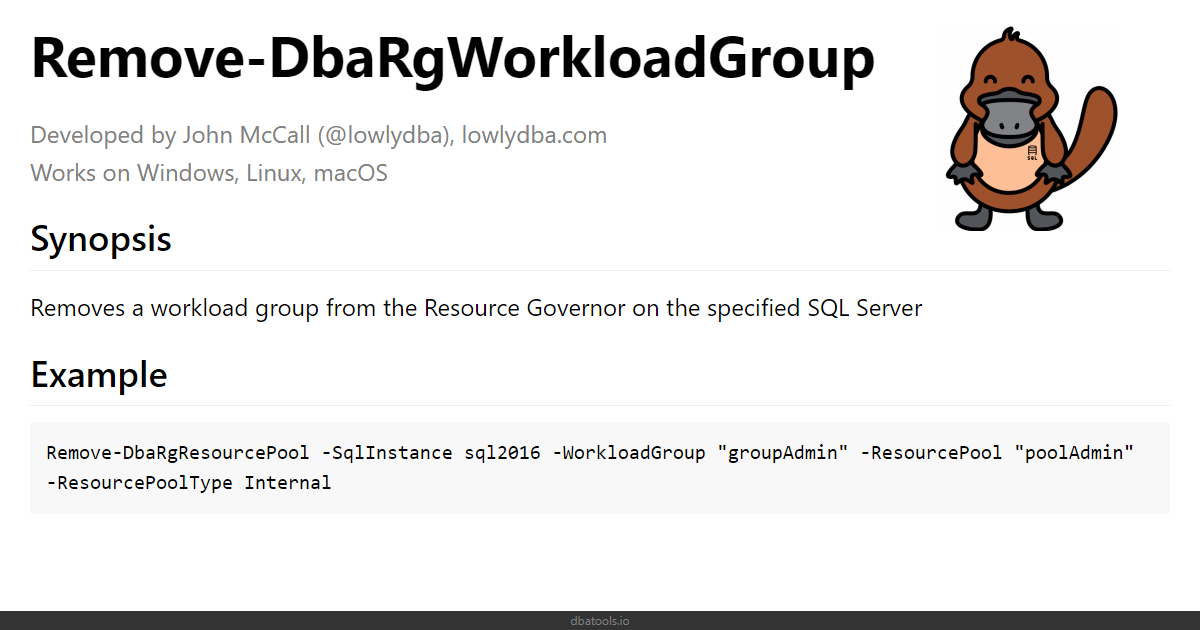 Remove-DbaRgWorkloadGroup
Developed by John McCall (@lowlydba), lowlydba.com
Works on Windows, Linux, macOS
SQL
Synopsis
Removes a workload group from the Resource Governor on the specified SQL Server
Example
Remove-DbaRgResourcePool -SqlInstance sql2016 -WorkloadGroup "groupAdmin" -ResourcePool "poolAdmin"
-ResourcePoolType Internal
dbatools.io